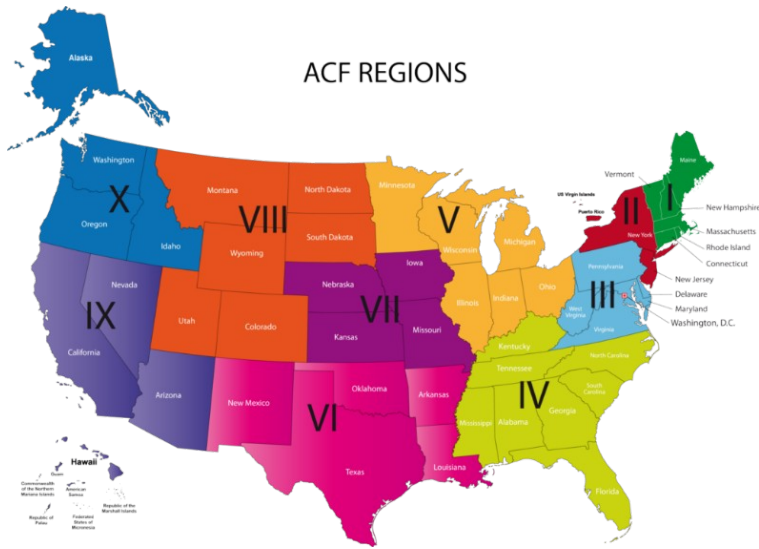 Alaska
ACF REGIONS
Washington
Oregon
Idaho
X
Montana
North Dakota
South Dakota
Wyoming
Utah
Colorado
VIII
Minnesota
Wisconsin
Michigan
Illinois
Indiana
Ohio
V
Vermont
Maine
I
New Hampshire
Massachusetts
Rhode Island
Connecticut
US Virgin Islands
Puerto Rico
II
New York
New Jersey
Pennsylvania
III
West
Virginia
Virginia
Delaware
Maryland
Washington, D.C.
Nevada
IX
California
Arizona
Iowa
Nebraska
VII
Kansas
Missouri
Kentucky
Tennessee
North Carolina
South
Carolina
IV
Mississippi
Alabama
Georgia
Florida
New Mexico
Oklahoma
Arkansas
VI
Texas
Louisiana
Hawaii
Guam
Commonwealth
of the Northern
Mariana Islands
American
Samoa
Republic of the
Marshall Islands
Republic of
Palau
Federated
States of
Micronesia